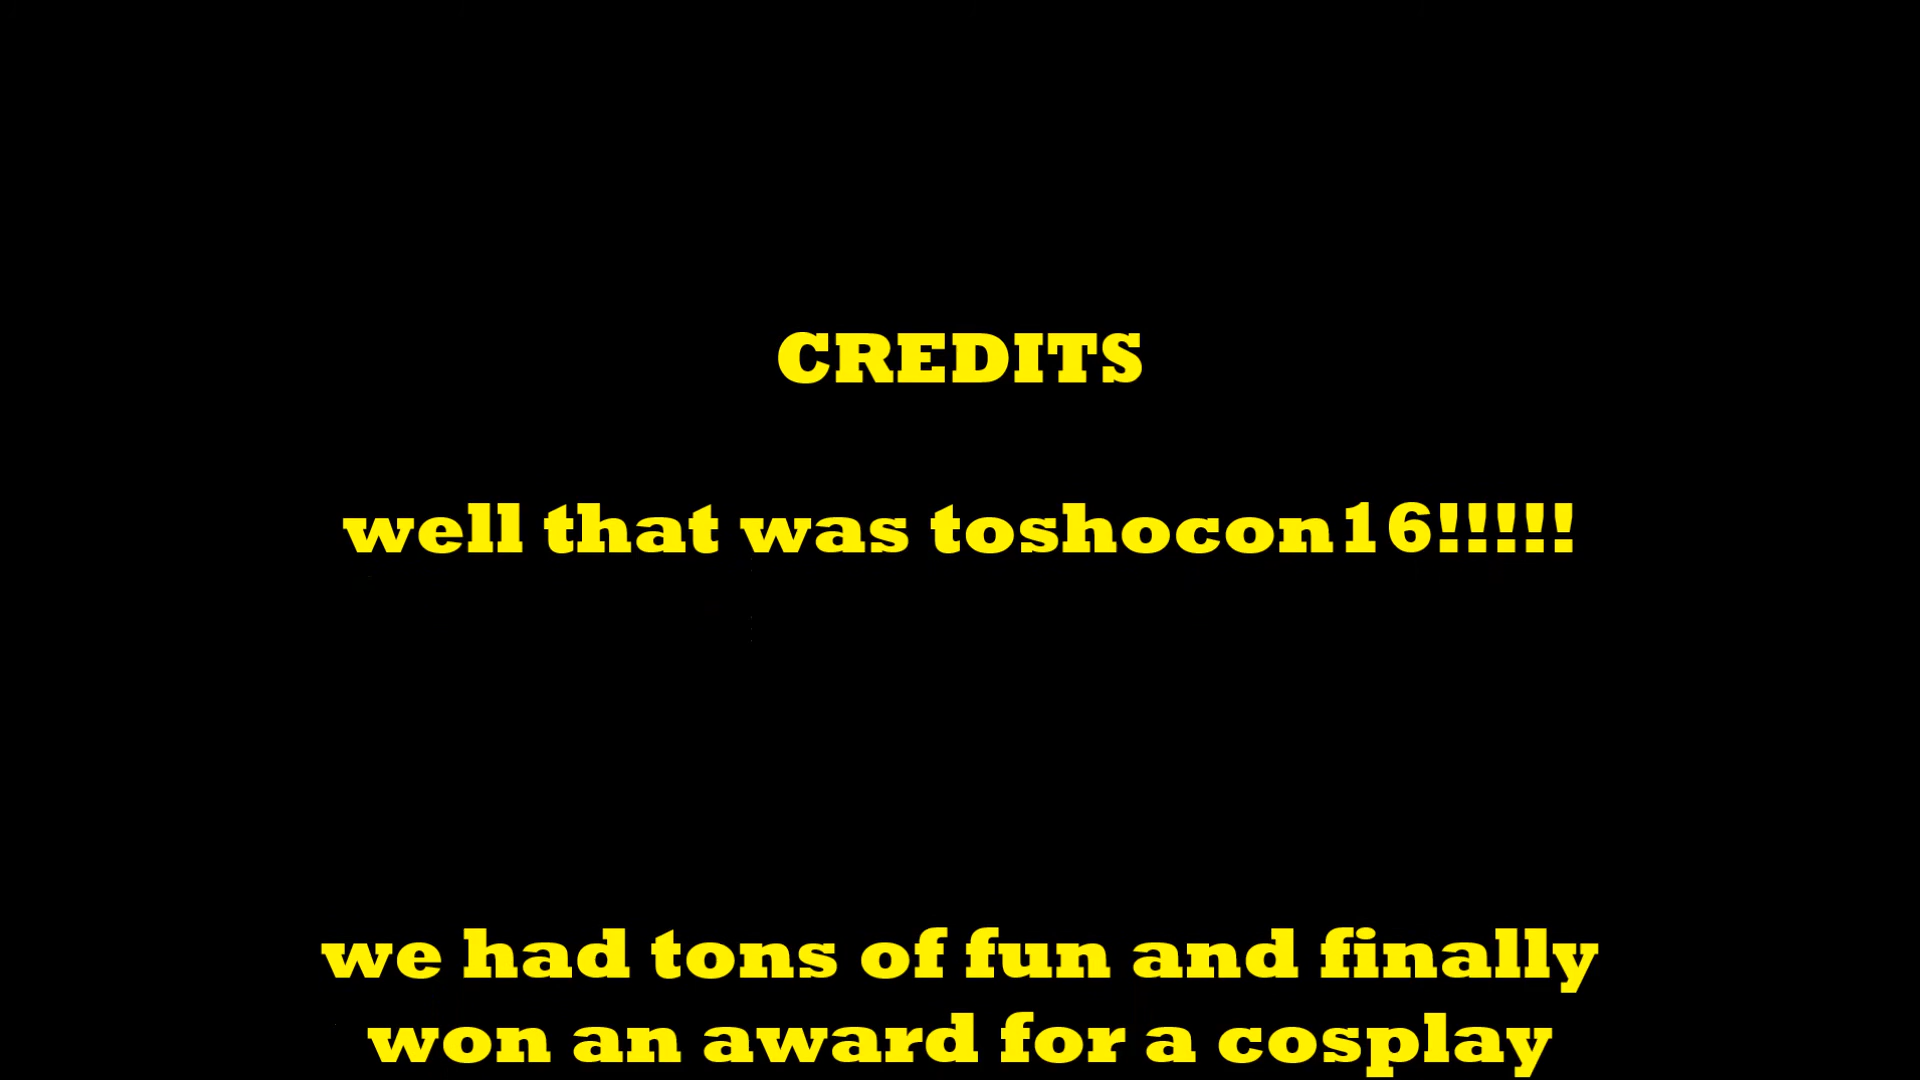 CREDITS
well that was toshocon16!!!!!
we had tons of fun and finally
won an award for a cosplay